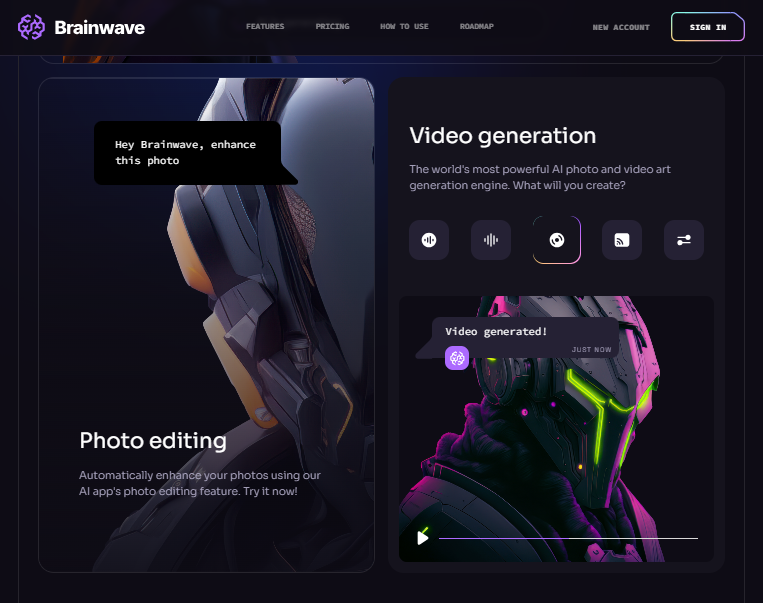 Brainwave
FEATURES
PRICING
HOW TO USE
ROADMAP
NEW ACCOUNT
SIGN IN
Hey Brainwave, enhance
this photo
Photo editing
Automatically enhance your photos using our
AI app's photo editing feature. Try it now!
Video generation
The world's most powerful AI photo and video art
generation engine. What will you create?
Video generated!
JUST NOW